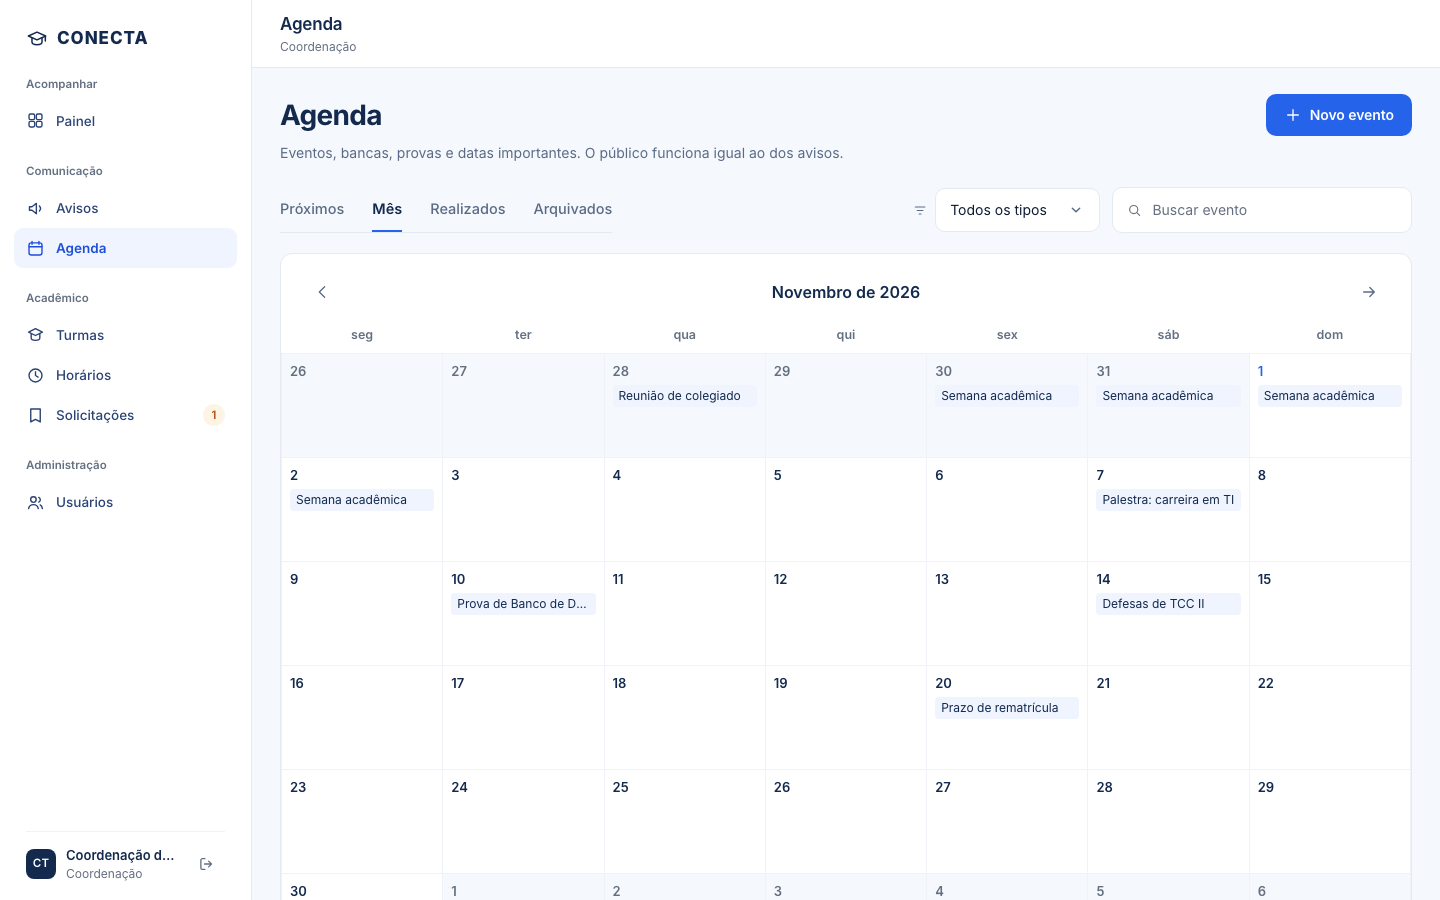 CONECTA
Acompanhar
Painel
Comunicação
Avisos
Agenda
Acadêmico
Turmas
Horários
Solicitações 1
Administração
Usuários
CT
Coordenação d...
Coordenação
Agenda
Coordenação
Agenda
Novo evento
Eventos, bancas, provas e datas importantes. O público funciona igual ao dos avisos.
Próximos Mês Realizados Arquivados
Todos os tipos
Buscar evento
Novembro de 2026
seg ter qua qui sex sáb dom
26 27 28 29 30 31 1
Reunião de colegiado Semana acadêmica Semana acadêmica Semana acadêmica
2 3 4 5 6 7 8
Semana acadêmica Palestra: carreira em TI
9 10 11 12 13 14 15
Prova de Banco de D... Defesas de TCC II
16 17 18 19 20 21 22
Prazo de rematrícula
23 24 25 26 27 28 29
30 1 2 3 4 5 6